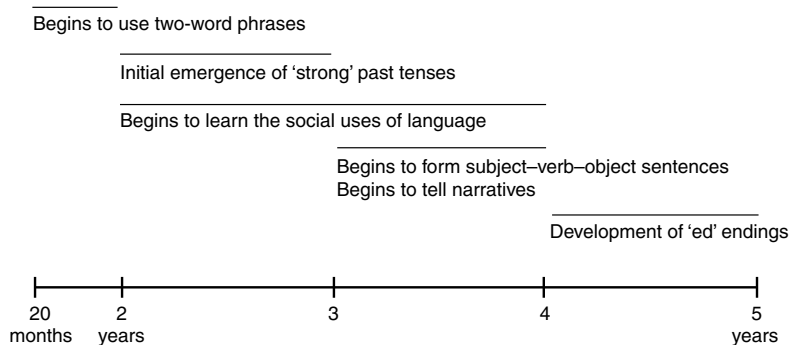 Begins to use two-word phrases
Initial emergence of ‘strong’ past tenses
Begins to learn the social uses of language
Begins to form subject–verb–object sentences
Begins to tell narratives
Development of ‘ed’ endings
20 2 3 4 5
months years years